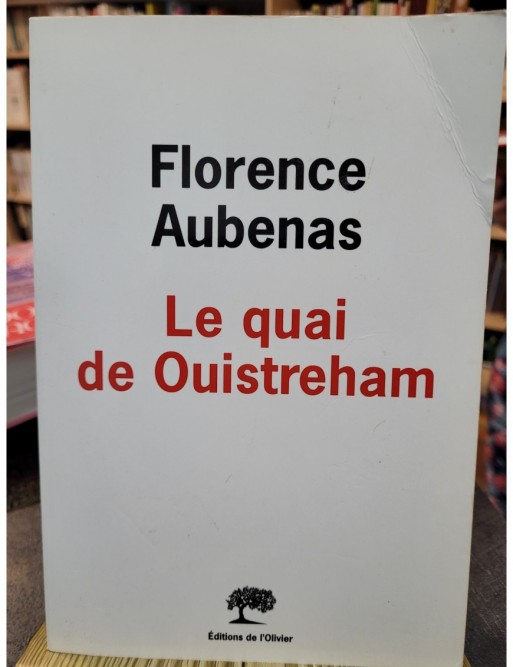 Florence
Aubenas
Le quai
de Ouistreham
Éditions de l'Olivier